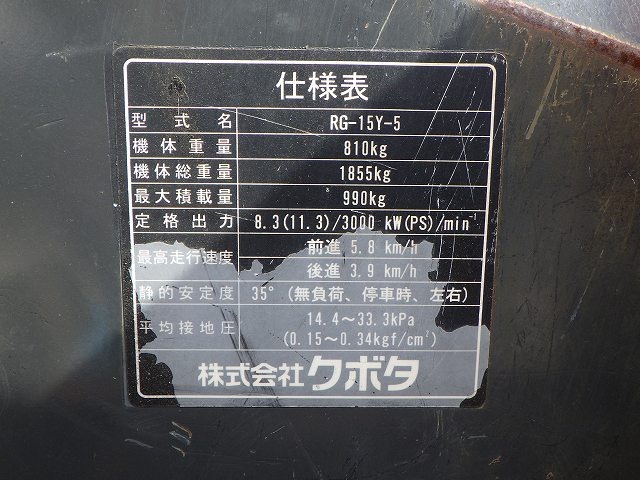 仕様表
型式名 RG-15Y-5
機体重量 810kg
機体総重量 1855kg
最大積載量 990kg
定格出力 8.3(11.3)/3000 kW(PS)/min⁻¹
最高走行速度 前進 5.8 km/h
後進 3.9 km/h
静的安定度 35° (無負荷、停車時、左右)
平均接地圧 14.4〜33.3kPa
(0.15〜0.34kgf/cm²)
株式会社クボタ